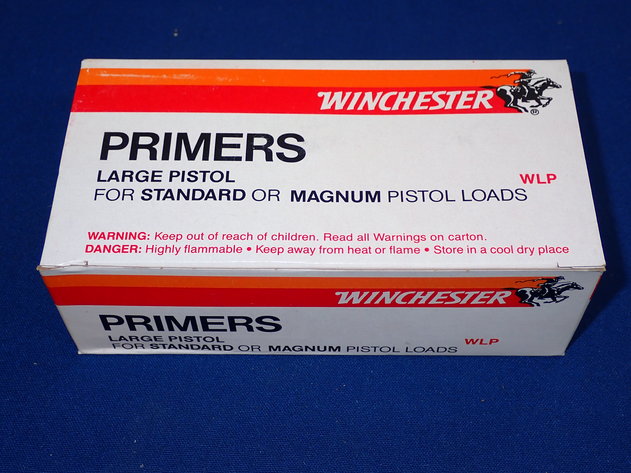 WINCHESTER
®
PRIMERS
LARGE PISTOL
WLP
FOR STANDARD OR MAGNUM PISTOL LOADS
WARNING: Keep out of reach of children. Read all Warnings on carton.
DANGER: Highly flammable • Keep away from heat or flame • Store in a cool dry place
WINCHESTER
PRIMERS
LARGE PISTOL
WLP
FOR STANDARD OR MAGNUM PISTOL LOADS